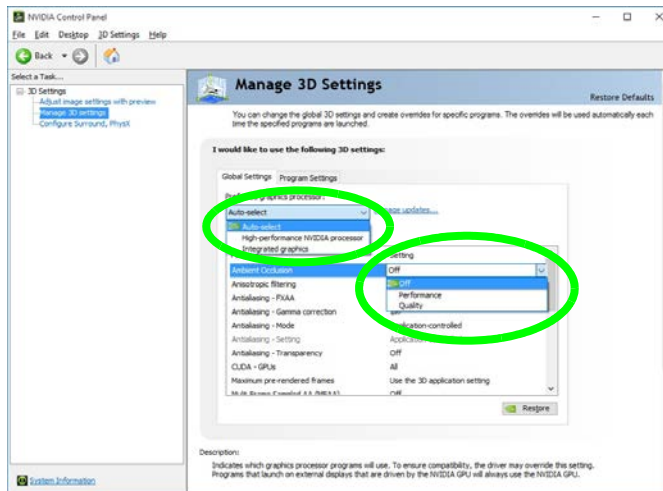 NVIDIA Control Panel
File Edit Desktop 3D Settings Help
Back
Select a Task...
3D Settings
Adjust image settings with preview
Manage 3D settings
Configure Surround, PhysX
System Information
Manage 3D Settings
Restore Defaults
You can change the global 3D settings and create overrides for specific programs. The overrides will be used automatically each
time the specified programs are launched.
I would like to use the following 3D settings:
Global Settings Program Settings
graphics processor:
Auto-select updates...
Auto-select
High-performance NVIDIA processor
Integrated graphics
Setting
Ambient Occlusion Off
Off
Performance
Quality
Anisotropic filtering
Antialiasing - FXAA
Antialiasing - Gamma correction
Antialiasing - Mode Application-controlled
Antialiasing - Setting
Antialiasing - Transparency Off
CUDA - GPUs All
Maximum pre-rendered frames Use the 3D application setting
Restore
Description:
Indicates which graphics processor programs will use. To ensure compatibility, the driver may override this setting.
Programs that launch on external displays that are driven by the NVIDIA GPU will always use the NVIDIA GPU.